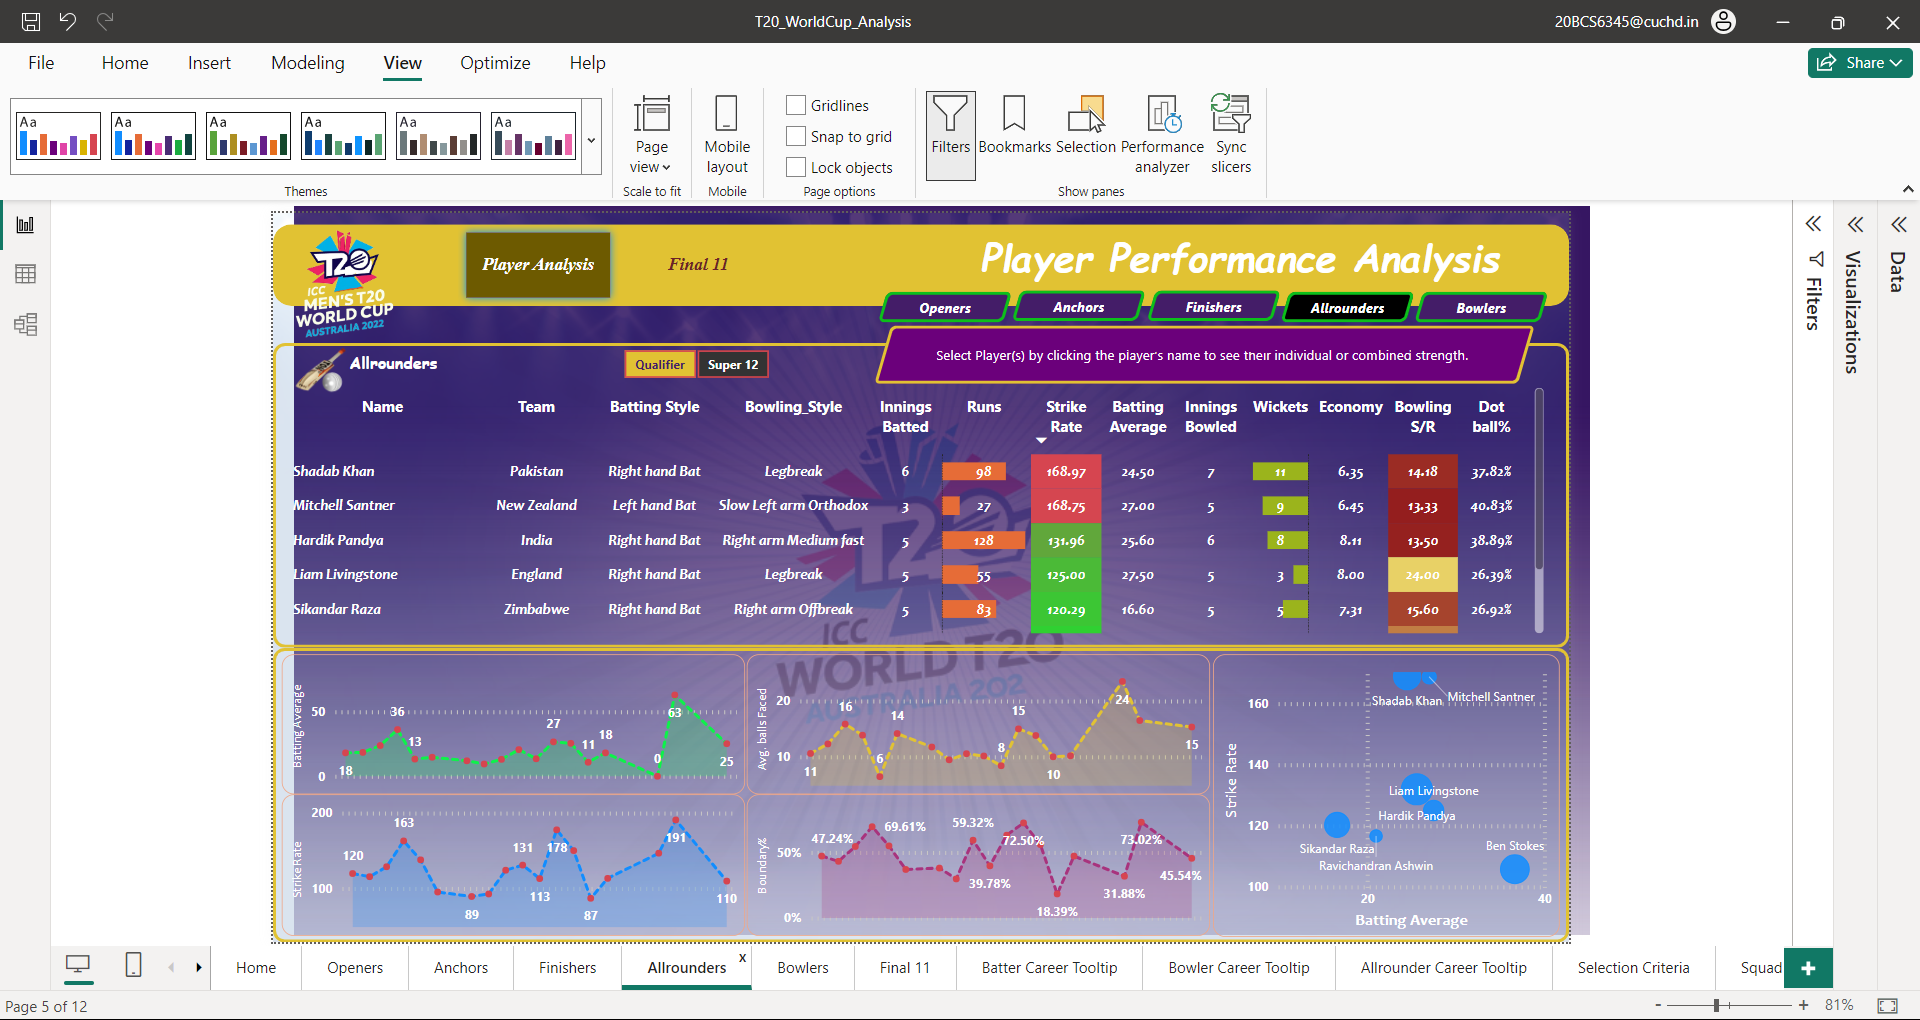 T20_WorldCup_Analysis
20BCS6345@cuchd.in
File Home Insert Modeling View Optimize Help
Share
Aa Aa Aa Aa Aa Aa
Themes
Page view
Scale to fit
Mobile layout
Mobile
Gridlines
Snap to grid
Lock objects
Page options
Filters
Bookmarks
Selection
Performance analyzer
Sync slicers
Show panes
T20
ICC
MEN'S T20
WORLD CUP
AUSTRALIA 2022
Player Analysis
Final 11
Player Performance Analysis
Openers Anchors Finishers Allrounders Bowlers
Select Player(s) by clicking the player's name to see their individual or combined strength.
Allrounders
Qualifier Super 12
Name Team Batting Style Bowling_Style Innings Batted Runs Strike Rate Batting Average Innings Bowled Wickets Economy Bowling S/R Dot ball%
Shadab Khan Pakistan Right hand Bat Legbreak 6 98 168.97 24.50 7 11 6.35 14.18 37.82%
Mitchell Santner New Zealand Left hand Bat Slow Left arm Orthodox 3 27 168.75 27.00 5 9 6.45 13.33 40.83%
Hardik Pandya India Right hand Bat Right arm Medium fast 5 128 131.96 25.60 6 8 8.11 13.50 38.89%
Liam Livingstone England Right hand Bat Legbreak 5 55 125.00 27.50 5 3 8.00 24.00 26.39%
Sikandar Raza Zimbabwe Right hand Bat Right arm Offbreak 5 83 120.29 16.60 5 5 7.31 15.60 26.92%
T20
ICC
WORLD T20
AUSTRALIA 202
Batting Average
50
0
18 36 13 27 11 18 0 63 25
Avg. balls Faced
20
10
11 16 6 14 8 15 10 24 15
Strike Rate
200
100
120 163 89 131 113 178 87 191 110
Boundary%
50%
0%
47.24% 69.61% 59.32% 39.78% 72.50% 18.39% 31.88% 73.02% 45.54%
Strike Rate
160
140
120
100
Shadab Khan
Mitchell Santner
Liam Livingstone
Hardik Pandya
Sikandar Raza
Ravichandran Ashwin
Ben Stokes
20 40
Batting Average
Filters
Visualizations
Data
Home Openers Anchors Finishers Allrounders x Bowlers Final 11 Batter Career Tooltip Bowler Career Tooltip Allrounder Career Tooltip Selection Criteria Squad
+
Page 5 of 12
- + 81%